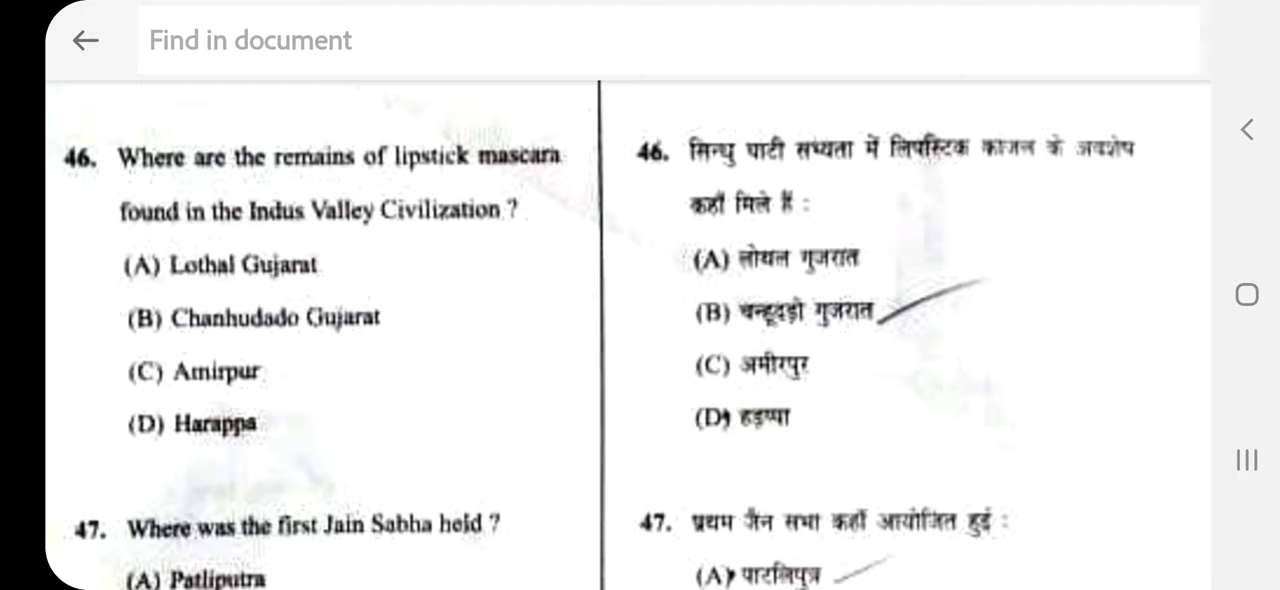 Find in document
46. Where are the remains of lipstick mascara
found in the Indus Valley Civilization ?
(A) Lothal Gujarat
(B) Chanhudado Gujarat
(C) Amirpur
(D) Harappa
47. Where was the first Jain Sabha held ?
(A) Patliputra
46. सिन्धु घाटी सभ्यता में लिपस्टिक काजल के अवशेष
कहाँ मिले हैं :
(A) लोथल गुजरात
(B) चन्हूदड़ो गुजरात
(C) अमीरपुर
(D) हड़प्पा
47. प्रथम जैन सभा कहाँ आयोजित हुई :
(A) पाटलिपुत्र